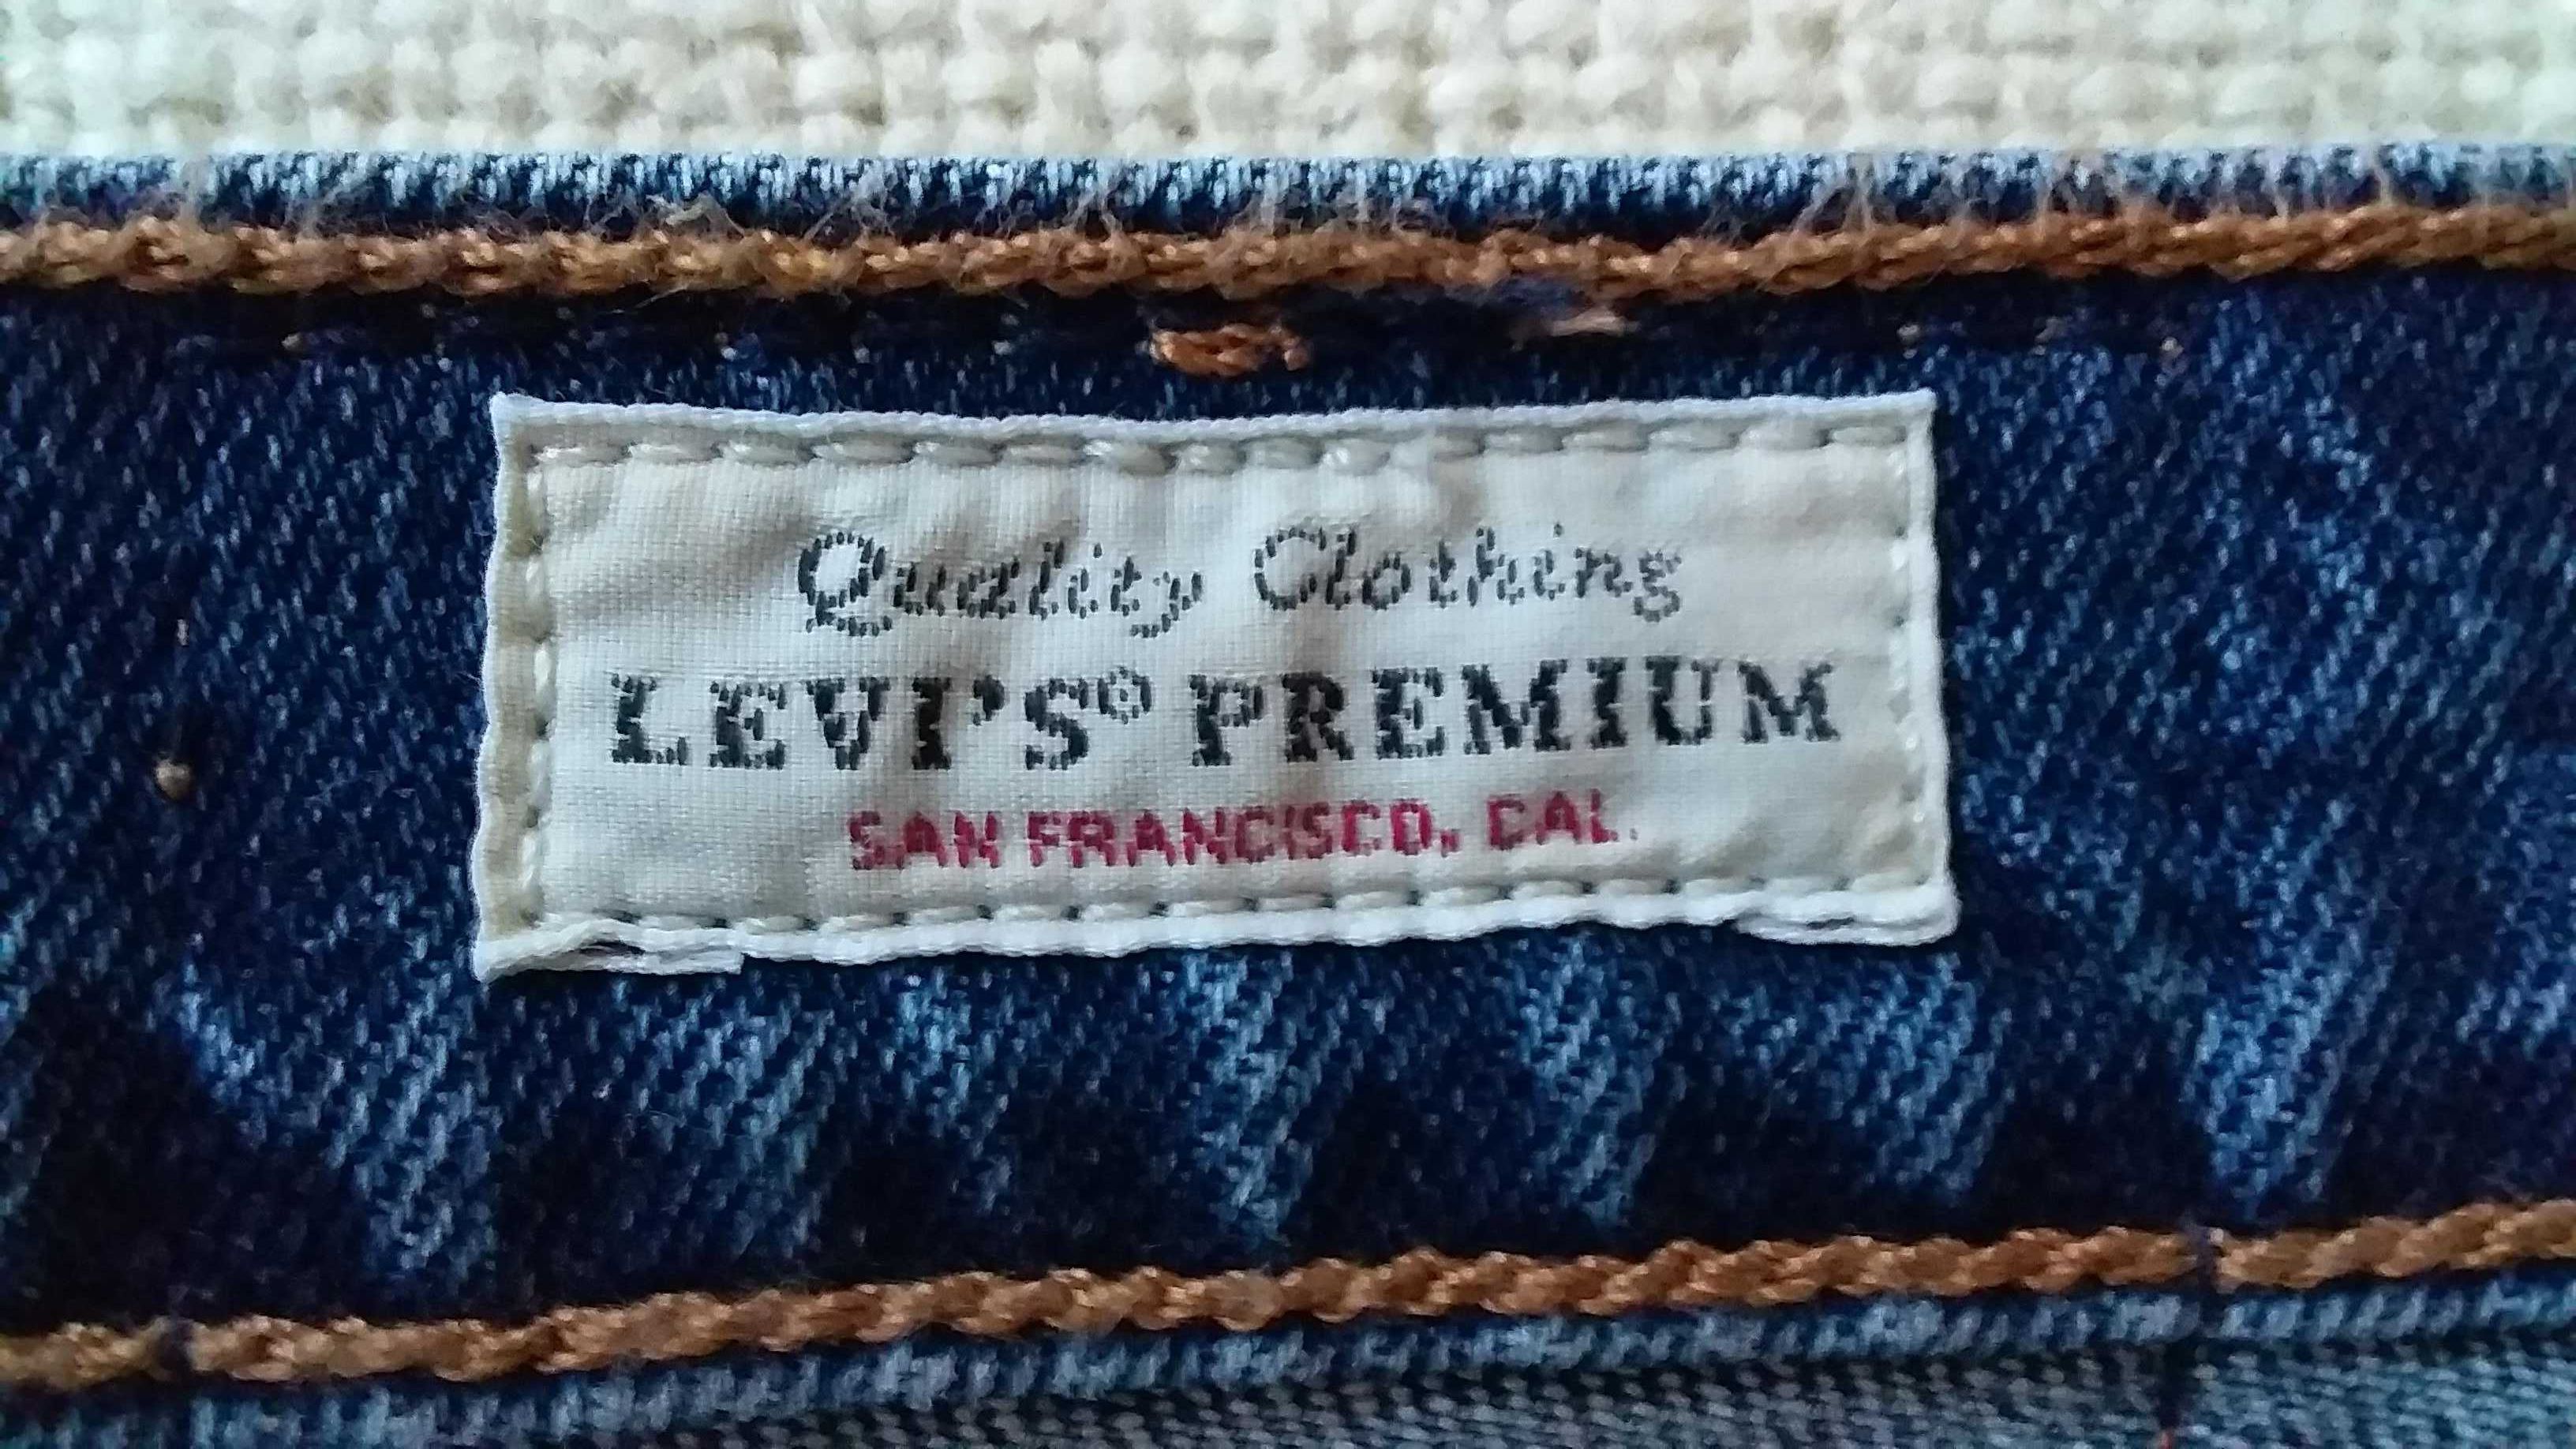 Quality Clothing
LEVI'S® PREMIUM
SAN FRANCISCO, CAL.